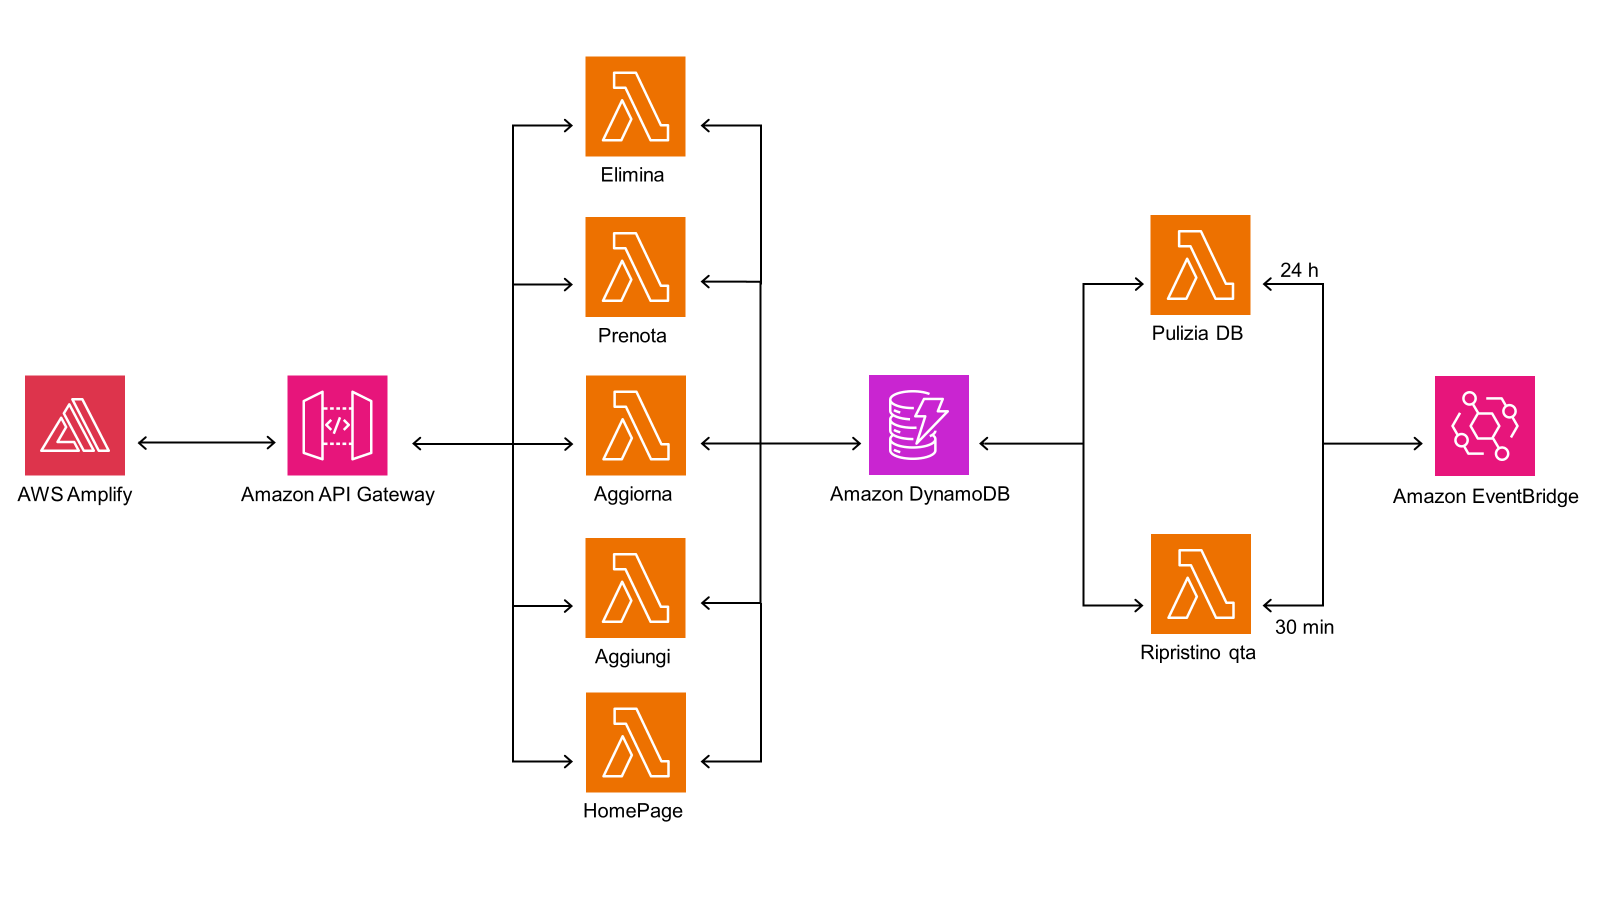 Elimina
Prenota
AWS Amplify
Amazon API Gateway
Aggiorna
Aggiungi
HomePage
Amazon DynamoDB
24 h
Pulizia DB
30 min
Ripristino qta
Amazon EventBridge